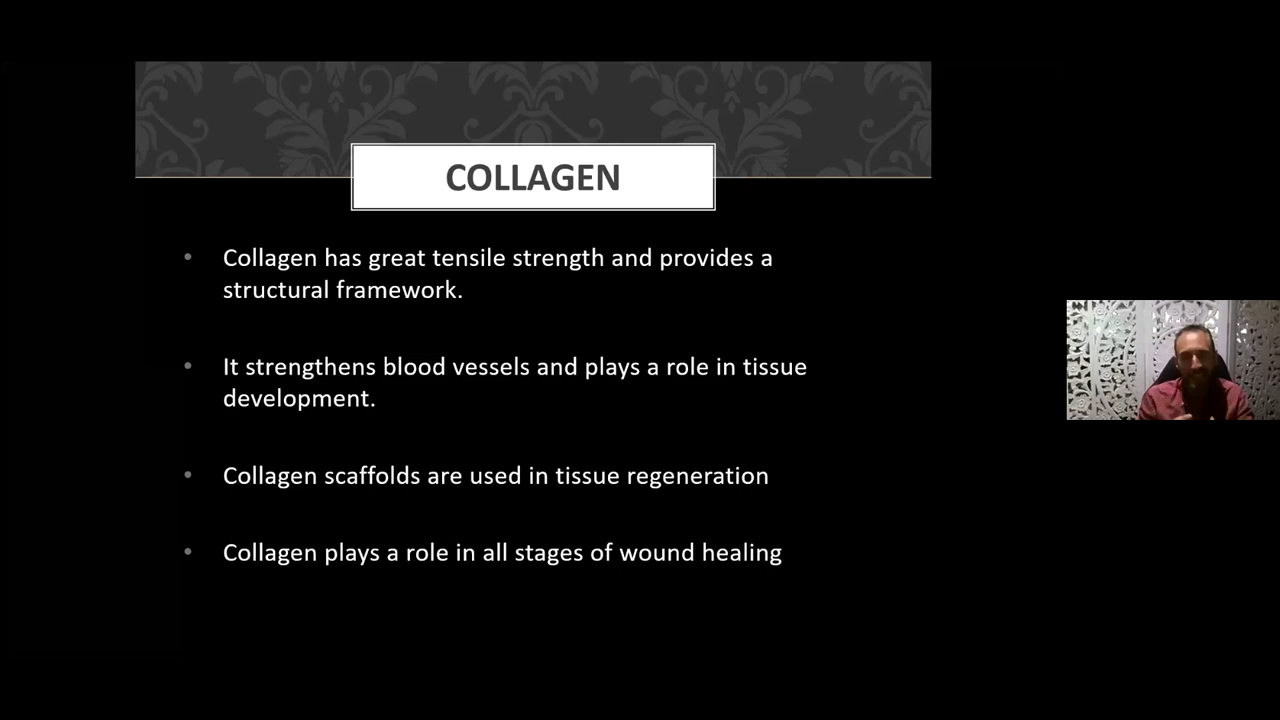 COLLAGEN
• Collagen has great tensile strength and provides a
structural framework.
• It strengthens blood vessels and plays a role in tissue
development.
• Collagen scaffolds are used in tissue regeneration
• Collagen plays a role in all stages of wound healing